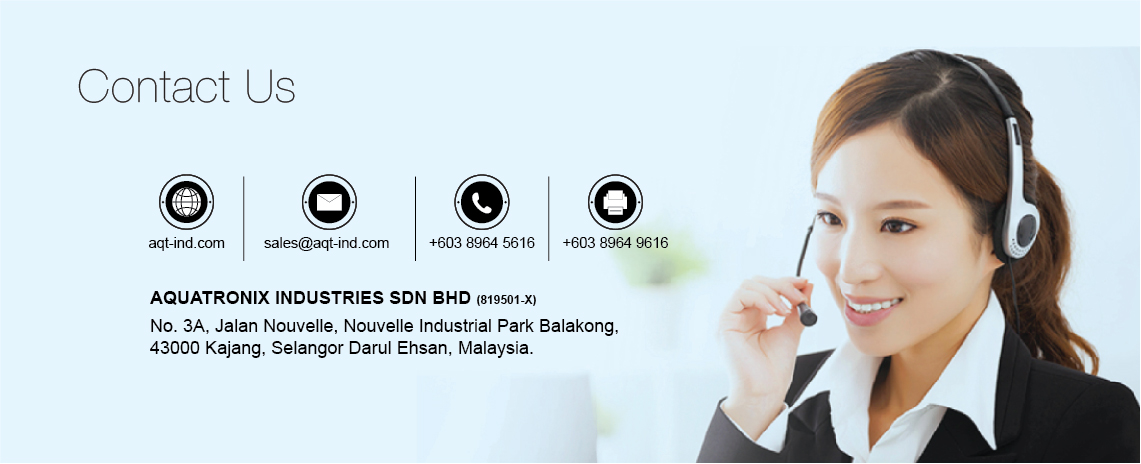 Contact Us
aqt-ind.com
sales@aqt-ind.com
+603 8964 5616
+603 8964 9616
AQUATRONIX INDUSTRIES SDN BHD (819501-X)
No. 3A, Jalan Nouvelle, Nouvelle Industrial Park Balakong,
43000 Kajang, Selangor Darul Ehsan, Malaysia.